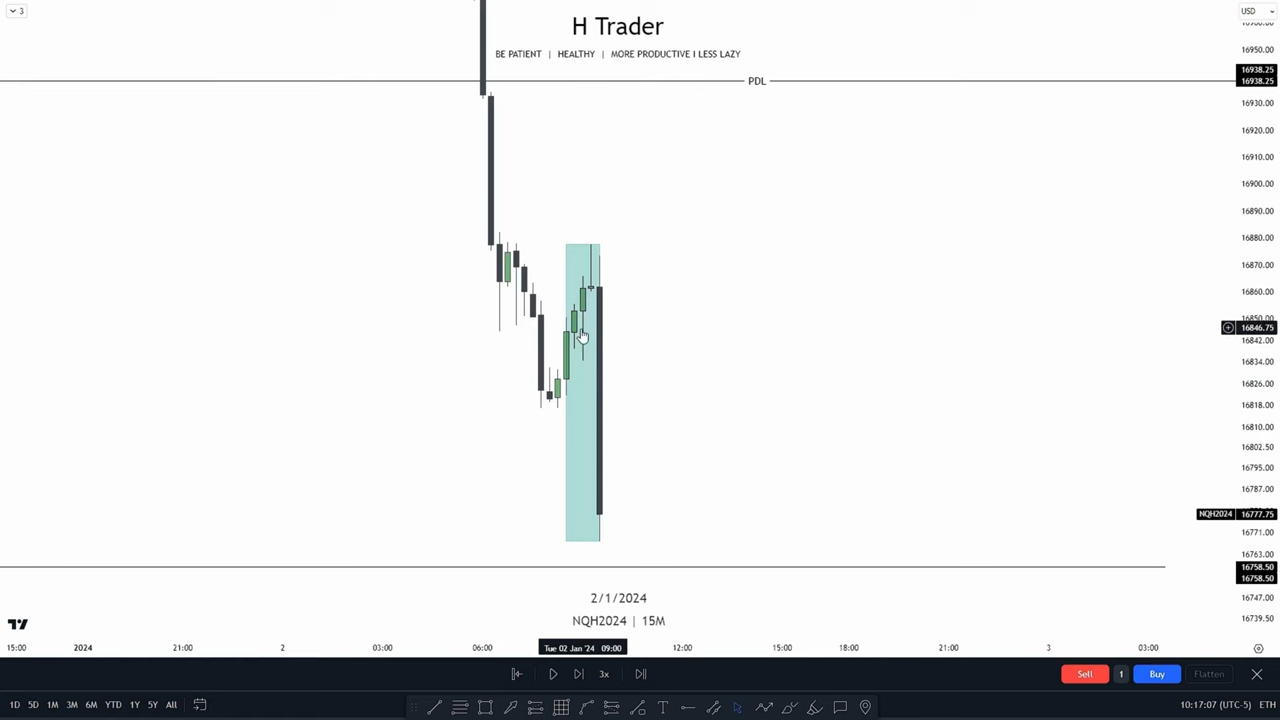 3
H Trader
USD
BE PATIENT | HEALTHY | MORE PRODUCTIVE I LESS LAZY
16950.00
16938.25
PDL
16938.25
16930.00
16920.00
16910.00
16900.00
16890.00
16880.00
16870.00
16860.00
16850.00
16846.75
16842.00
16834.00
16826.00
16818.00
16810.00
16802.50
16795.00
16787.00
NQH2024 16777.75
16771.00
16763.00
16758.50
16758.50
16747.00
16739.50
2/1/2024
NQH2024 | 15M
15:00 2024 21:00 2 03:00 06:00 Tue 02 Jan '24 09:00 12:00 15:00 18:00 21:00 3 03:00
3x
Sell 1 Buy Flatten
1D 5D 1M 3M 6M YTD 1Y 5Y All
10:17:07 (UTC-5) ETH